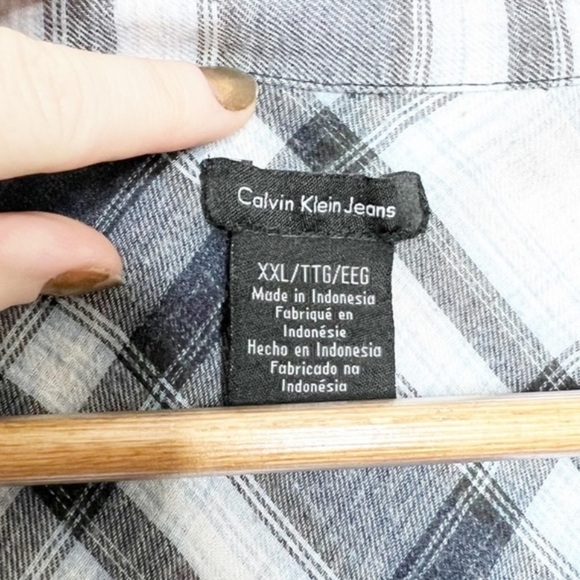 Calvin Klein Jeans
XXL/TTG/EEG
Made in Indonesia
Fabriqué en
Indonésie
Hecho en Indonesia
Fabricado na
Indonésia